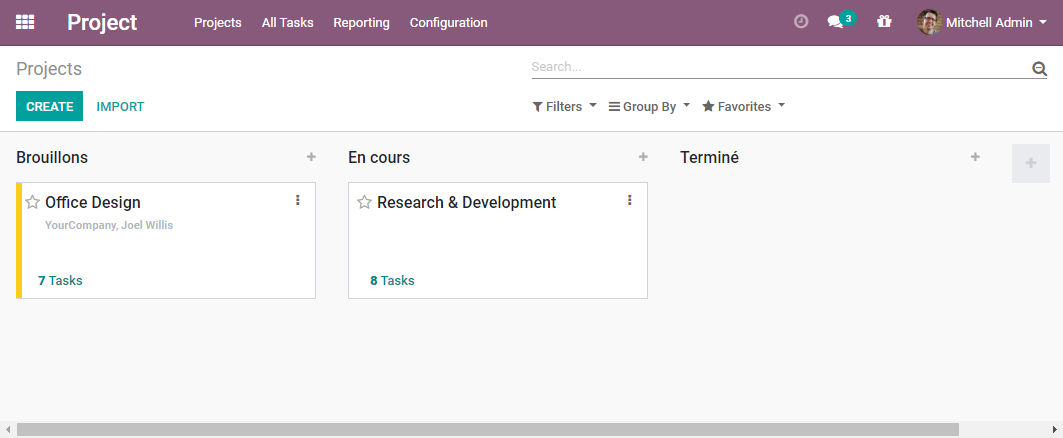 Project Projects All Tasks Reporting Configuration 3 Mitchell Admin
Projects Search...
CREATE IMPORT Filters Group By Favorites
Brouillons En cours Terminé
Office Design Research & Development
YourCompany, Joel Willis
7 Tasks 8 Tasks